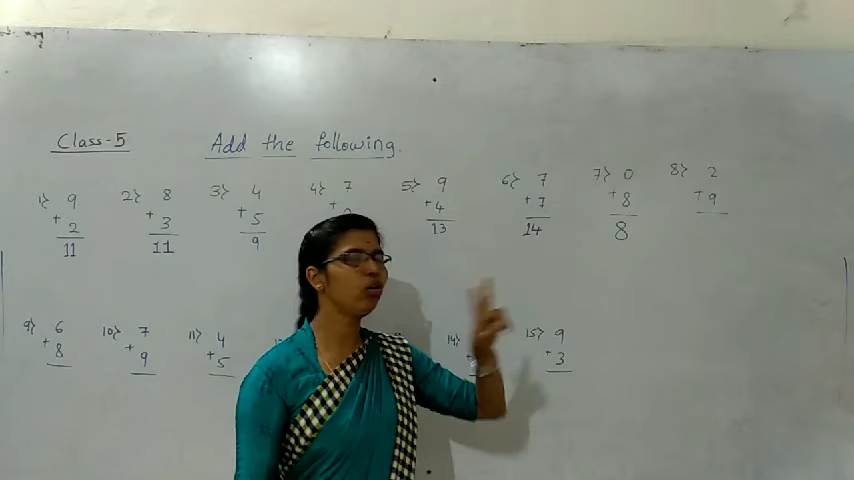 Class-5 Add the following.
1) 9 2) 8 3) 4 4) 7 5) 9 6) 7 7) 0 8) 2
+2 +3 +5 + +4 +7 +8 +9
11 11 9 13 14 8
9) 6 10) 7 11) 4 14) 15) 9
+8 +9 +5 + +3